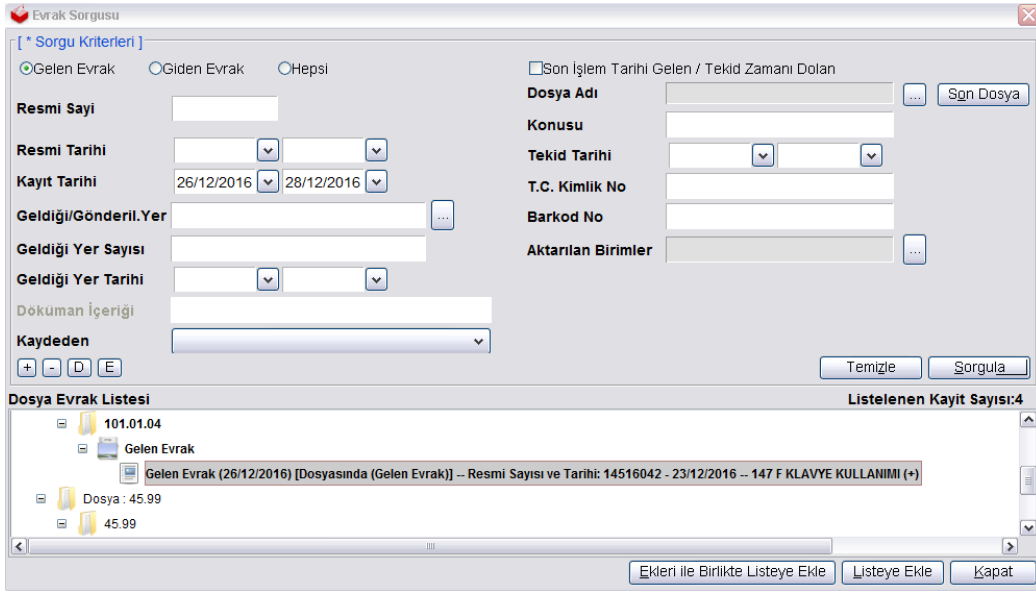 Evrak Sorgusu
[ * Sorgu Kriterleri ]
Gelen Evrak Giden Evrak Hepsi
Son İşlem Tarihi Gelen / Tekid Zamanı Dolan
Resmi Sayi
Resmi Tarihi
Kayıt Tarihi 26/12/2016 28/12/2016
Geldiği/Gönderil.Yer ...
Geldiği Yer Sayısı
Geldiği Yer Tarihi
Döküman İçeriği
Kaydeden
+ - D E
Dosya Adı ... Son Dosya
Konusu
Tekid Tarihi
T.C. Kimlik No
Barkod No
Aktarılan Birimler ...
Temizle Sorgula
Dosya Evrak Listesi Listelenen Kayit Sayısı:4
101.01.04
Gelen Evrak
Gelen Evrak (26/12/2016) [Dosyasında (Gelen Evrak)] -- Resmi Sayısı ve Tarihi: 14516042 - 23/12/2016 -- 147 F KLAVYE KULLANIMI (+)
Dosya : 45.99
45.99
Ekleri ile Birlikte Listeye Ekle Listeye Ekle Kapat